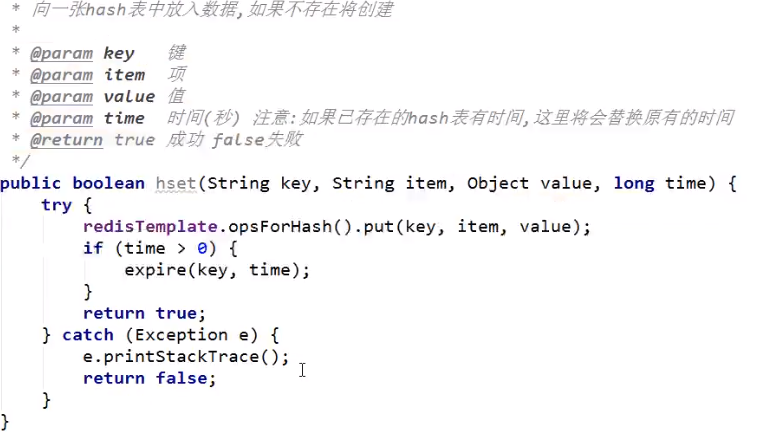 * 向一张hash表中放入数据,如果不存在将创建
*
* @param key   键
* @param item  项
* @param value 值
* @param time  时间(秒) 注意:如果已存在的hash表有时间,这里将会替换原有的时间
* @return true 成功 false失败
*/
public boolean hset(String key, String item, Object value, long time) {
    try {
        redisTemplate.opsForHash().put(key, item, value);
        if (time > 0) {
            expire(key, time);
        }
        return true;
    } catch (Exception e) {
        e.printStackTrace();
        return false;
    }
}